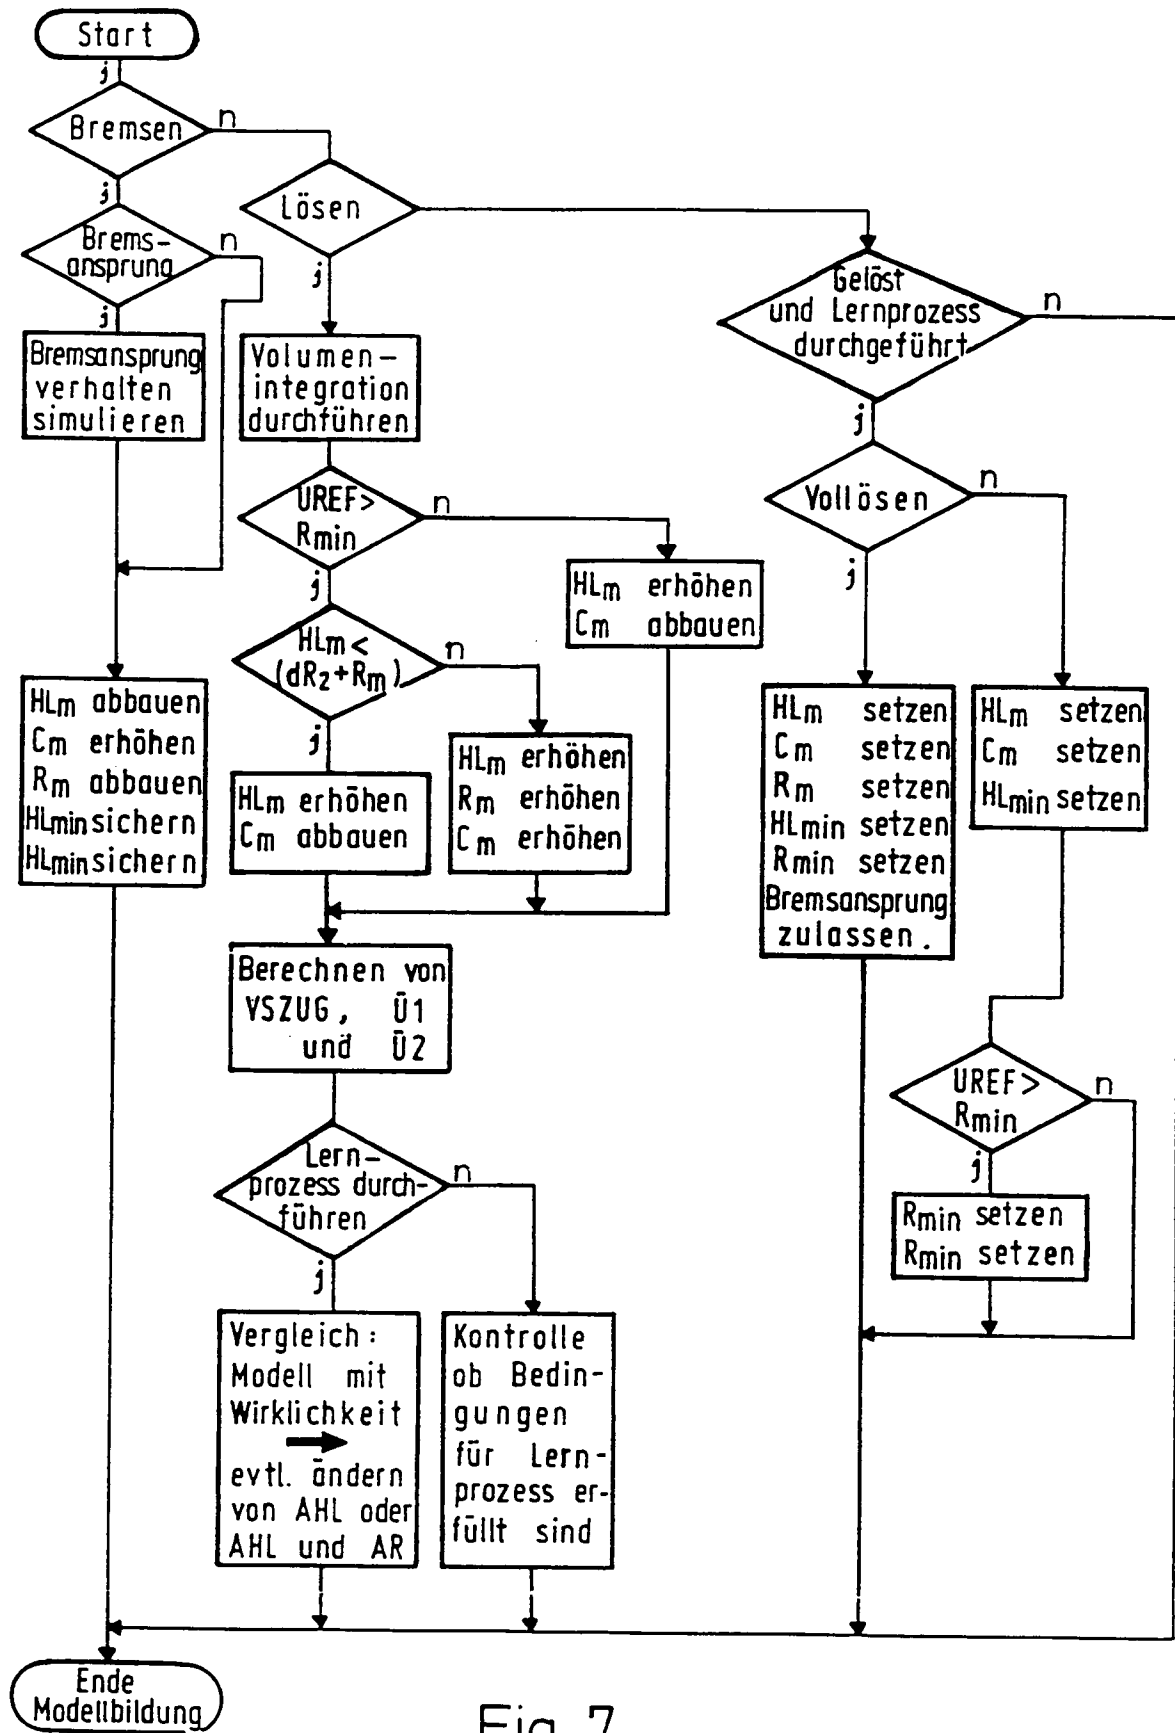 Start
j
Bremsen
n
j
Brems-
ansprung
n
j
Bremsansprung
verhalten
simulieren
HLm abbauen
Cm erhöhen
Rm abbauen
HLmin sichern
HLmin sichern
Lösen
j
Volumen-
integration
durchführen
UREF>
Rmin
n
j
HLm<
(dR2+Rm)
n
j
HLm erhöhen
Cm abbauen
HLm erhöhen
Rm erhöhen
Cm erhöhen
HLm erhöhen
Cm abbauen
Berechnen von
VSZUG, Ü1
und Ü2
Lern-
prozess durch-
führen
n
j
Vergleich:
Modell mit
Wirklichkeit
evtl. ändern
von AHL oder
AHL und AR
Kontrolle
ob Bedin-
gungen
für Lern-
prozess er-
füllt sind
Gelöst
und Lernprozess
durchgeführt
n
j
Vollösen
n
j
HLm setzen
Cm setzen
Rm setzen
HLmin setzen
Rmin setzen
Bremsansprung
zulassen.
HLm setzen
Cm setzen
HLmin setzen
UREF>
Rmin
n
j
Rmin setzen
Rmin setzen
Ende
Modellbildung
Fig. 7